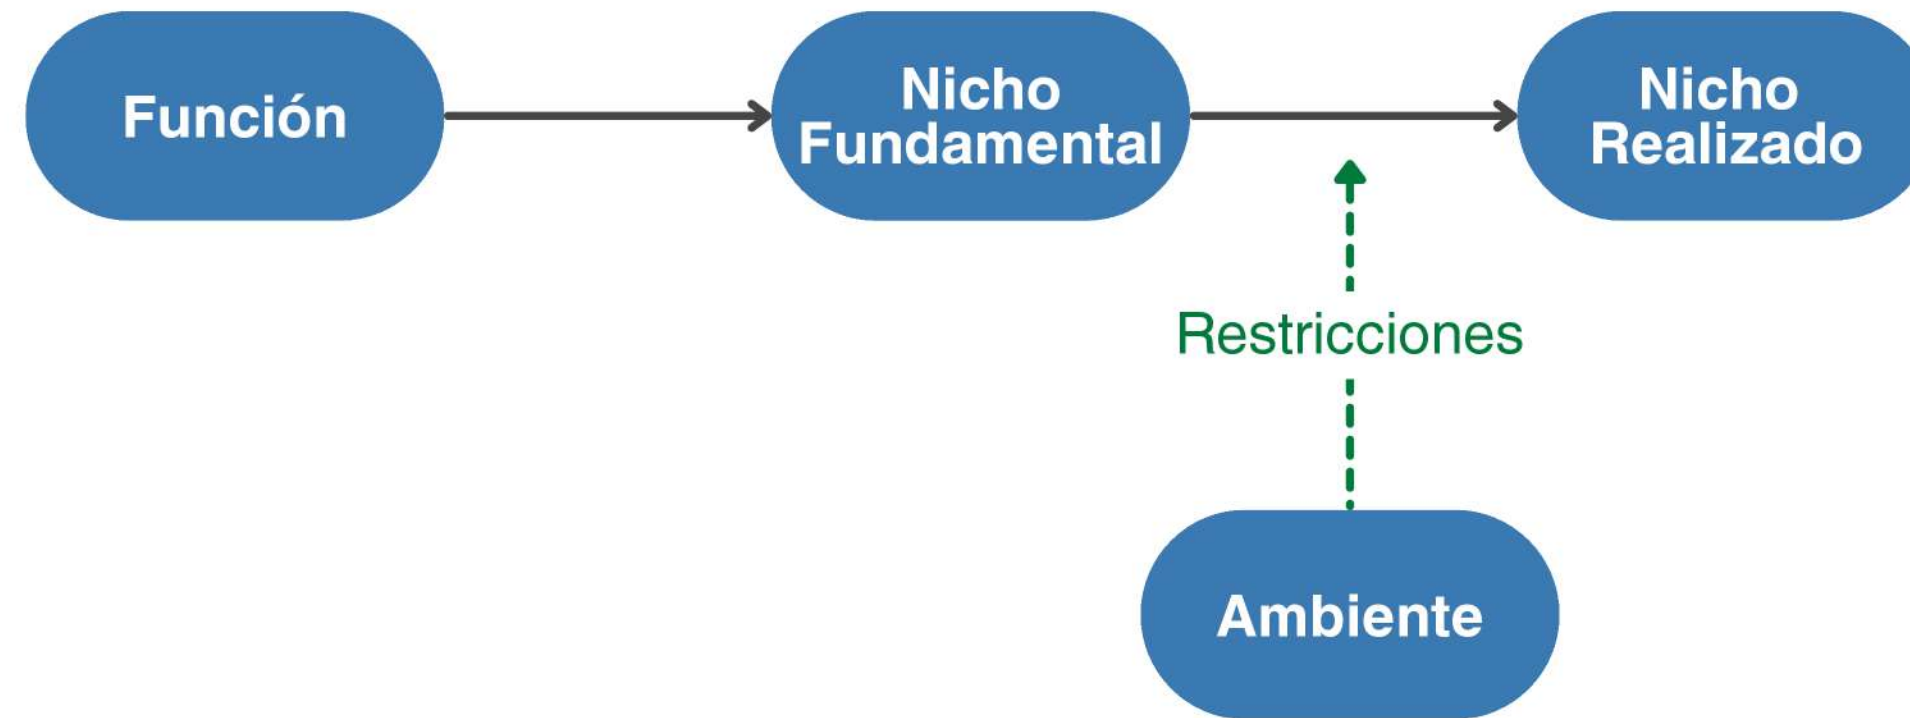 Función
Nicho
Fundamental
Nicho
Realizado
Restricciones
Ambiente